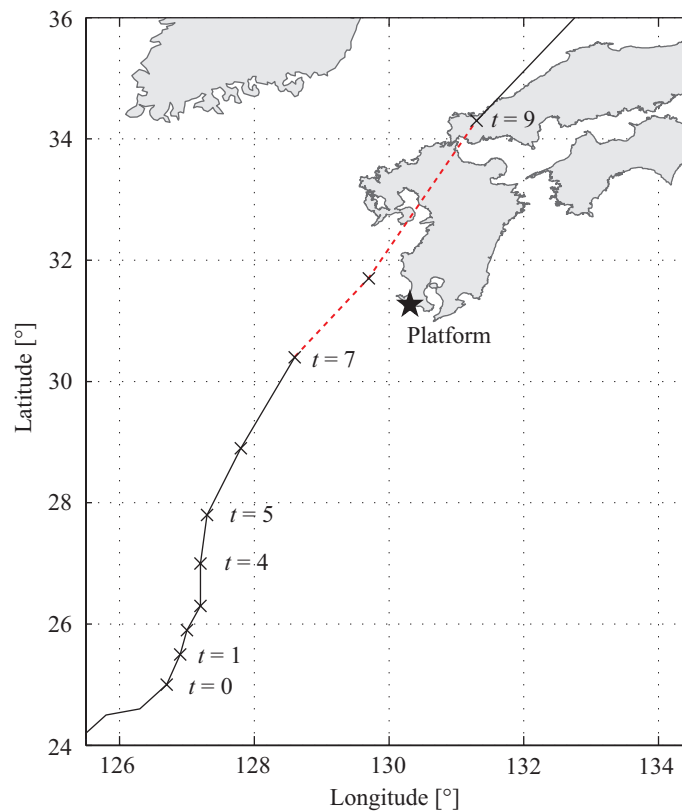 36
34
32
30
28
26
24
Latitude [°]
t = 9
Platform
t = 7
t = 5
t = 4
t = 1
t = 0
126
128
130
132
134
Longitude [°]